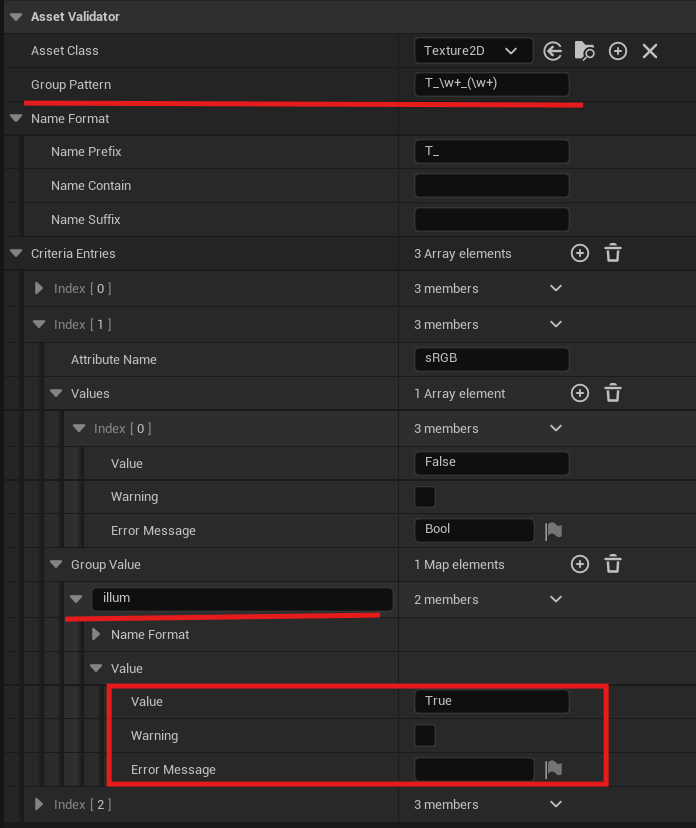 Asset Validator
Asset Class Texture2D
Group Pattern T_\w+_(\w+)
Name Format
Name Prefix T_
Name Contain
Name Suffix
Criteria Entries 3 Array elements
Index [ 0 ] 3 members
Index [ 1 ] 3 members
Attribute Name sRGB
Values 1 Array element
Index [ 0 ] 3 members
Value False
Warning
Error Message Bool
Group Value 1 Map elements
illum 2 members
Name Format
Value
Value True
Warning
Error Message
Index [ 2 ] 3 members